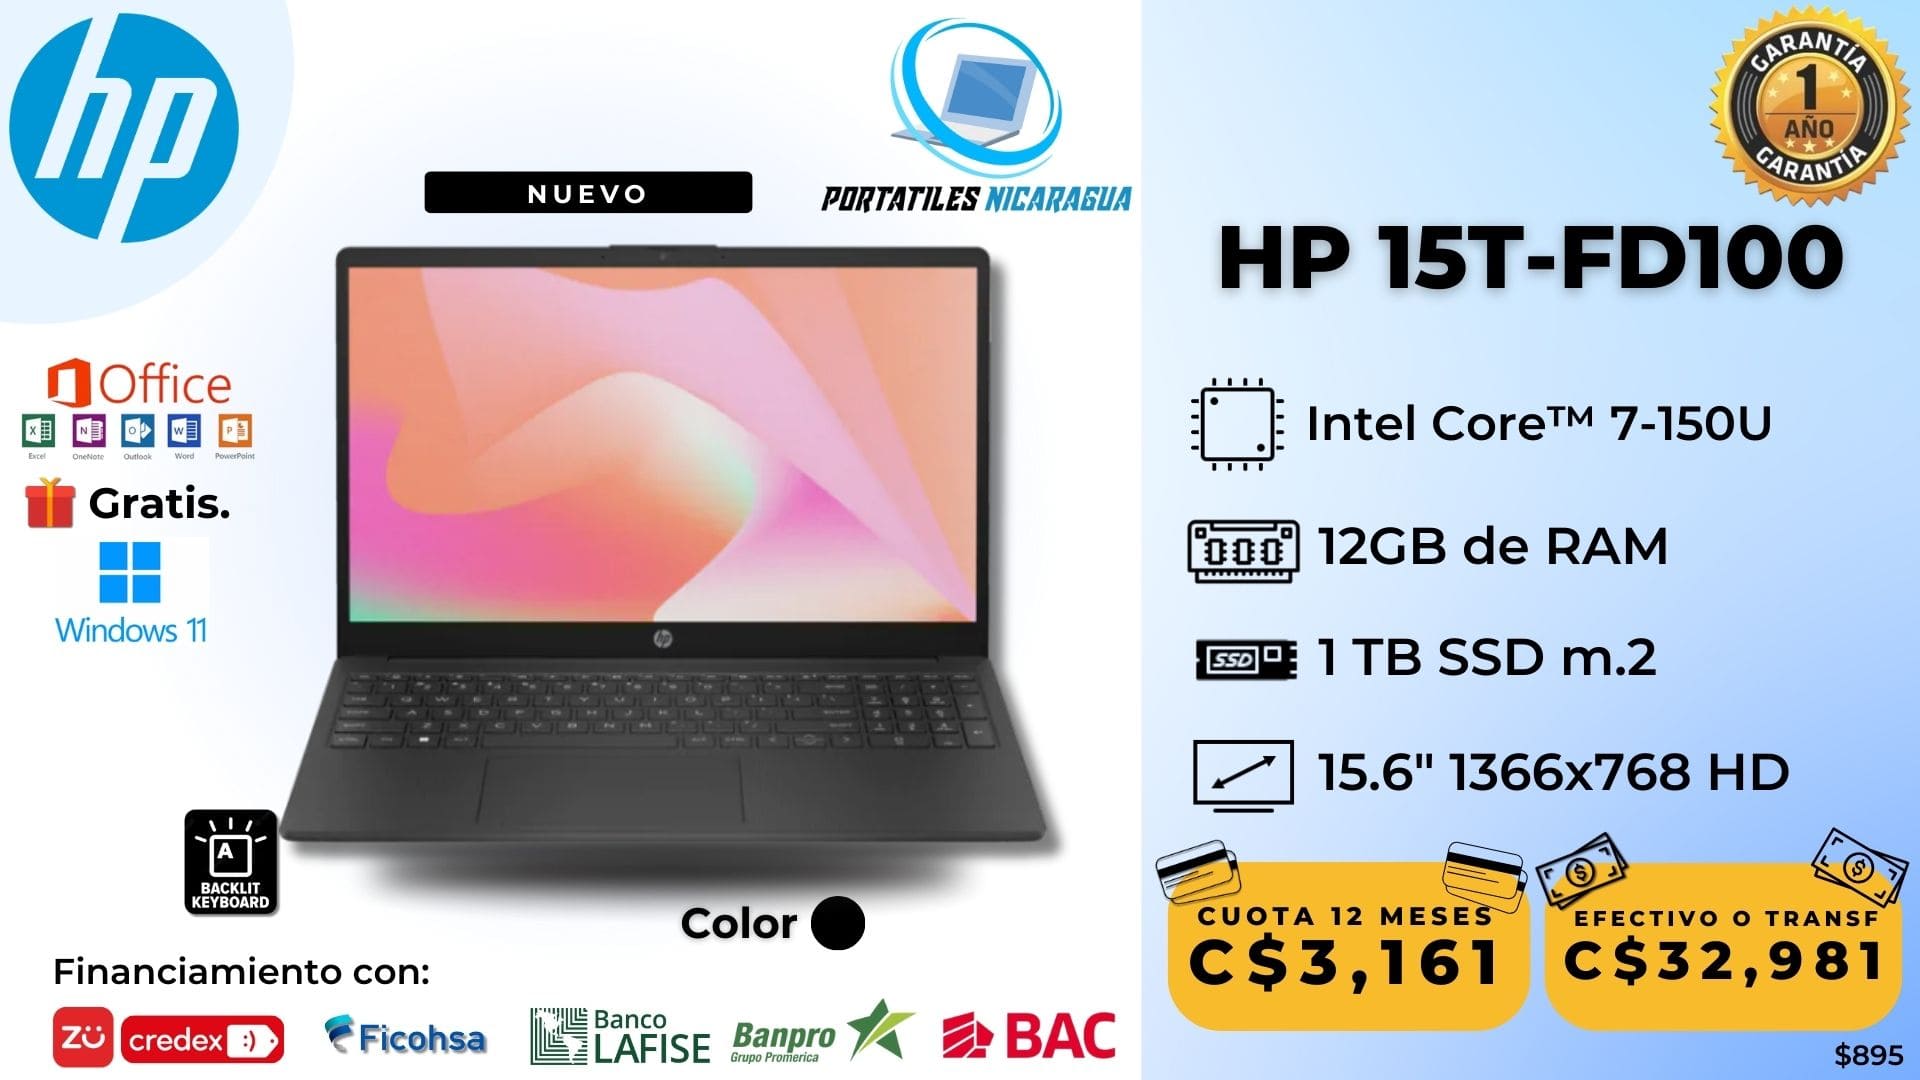 hp
PORTATILES NICARAGUA
NUEVO
GARANTÍA
1
AÑO
GARANTÍA
HP 15T-FD100
Office
Excel OneNote Outlook Word PowerPoint
Gratis.
Windows 11
Intel Core™ 7-150U
12GB de RAM
SSD
1 TB SSD m.2
15.6" 1366x768 HD
hp
A
BACKLIT
KEYBOARD
Color
CUOTA 12 MESES
C$3,161
EFECTIVO O TRANSF
C$32,981
Financiamiento con:
ZU credex :)
Ficohsa
Banco
LAFISE
Banpro
Grupo Promerica
BAC
$895